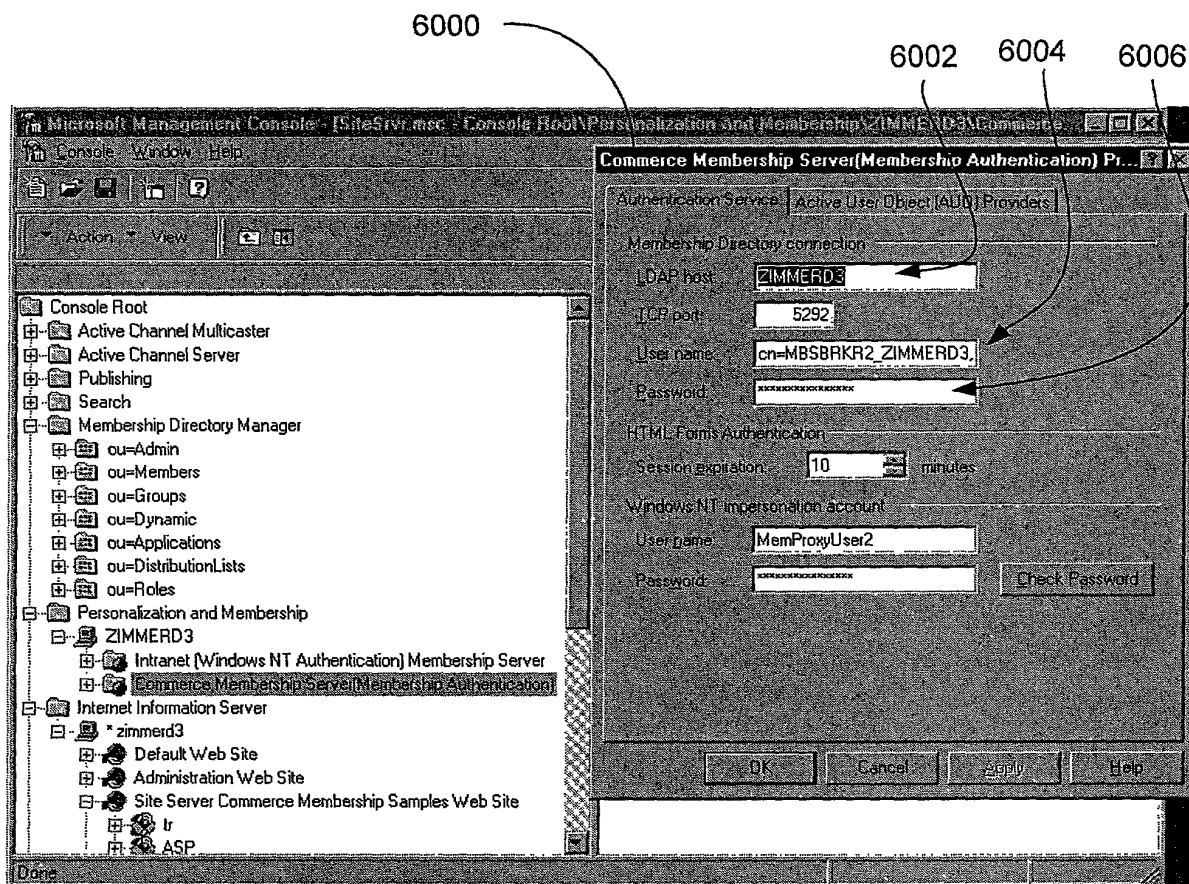 6000
6002
6004
6006
Microsoft Management Console - [SiteSrvr.msc - Console Root\Personalization and Membership\ZIMMERD3\Commerce
Console Window Help
Action View
Console Root
Active Channel Multicaster
Active Channel Server
Publishing
Search
Membership Directory Manager
ou=Admin
ou=Members
ou=Groups
ou=Dynamic
ou=Applications
ou=DistributionLists
ou=Roles
Personalization and Membership
ZIMMERD3
Intranet (Windows NT Authentication) Membership Server
Commerce Membership Server(Membership Authentication)
Internet Information Server
* zimmerd3
Default Web Site
Administration Web Site
Site Server Commerce Membership Samples Web Site
lr
ASP
Done
Commerce Membership Server(Membership Authentication) Pr...
Authentication Service Active User Object (AUO) Providers
Membership Directory connection
LDAP host: ZIMMERD3
TCP port: 5292
User name: cn=MBSBRKR2_ZIMMERD3,
Password: ****************
HTML Forms Authentication
Session expiration: 10 minutes
Windows NT impersonation account
User name: MemProxyUser2
Password: ****************
Check Password
OK Cancel Apply Help